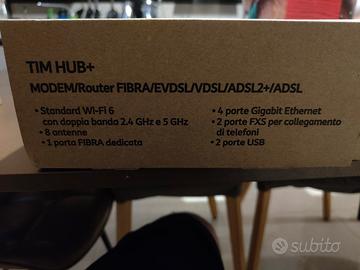 TIM HUB+
MODEM/Router FIBRA/EVDSL/VDSL/ADSL2+/ADSL
• Standard Wi-Fi 6
con doppia banda 2.4 GHz e 5 GHz
• 8 antenne
• 1 porta FIBRA dedicata
• 4 porte Gigabit Ethernet
• 2 porte FXS per collegamento
di telefoni
• 2 porte USB
subito